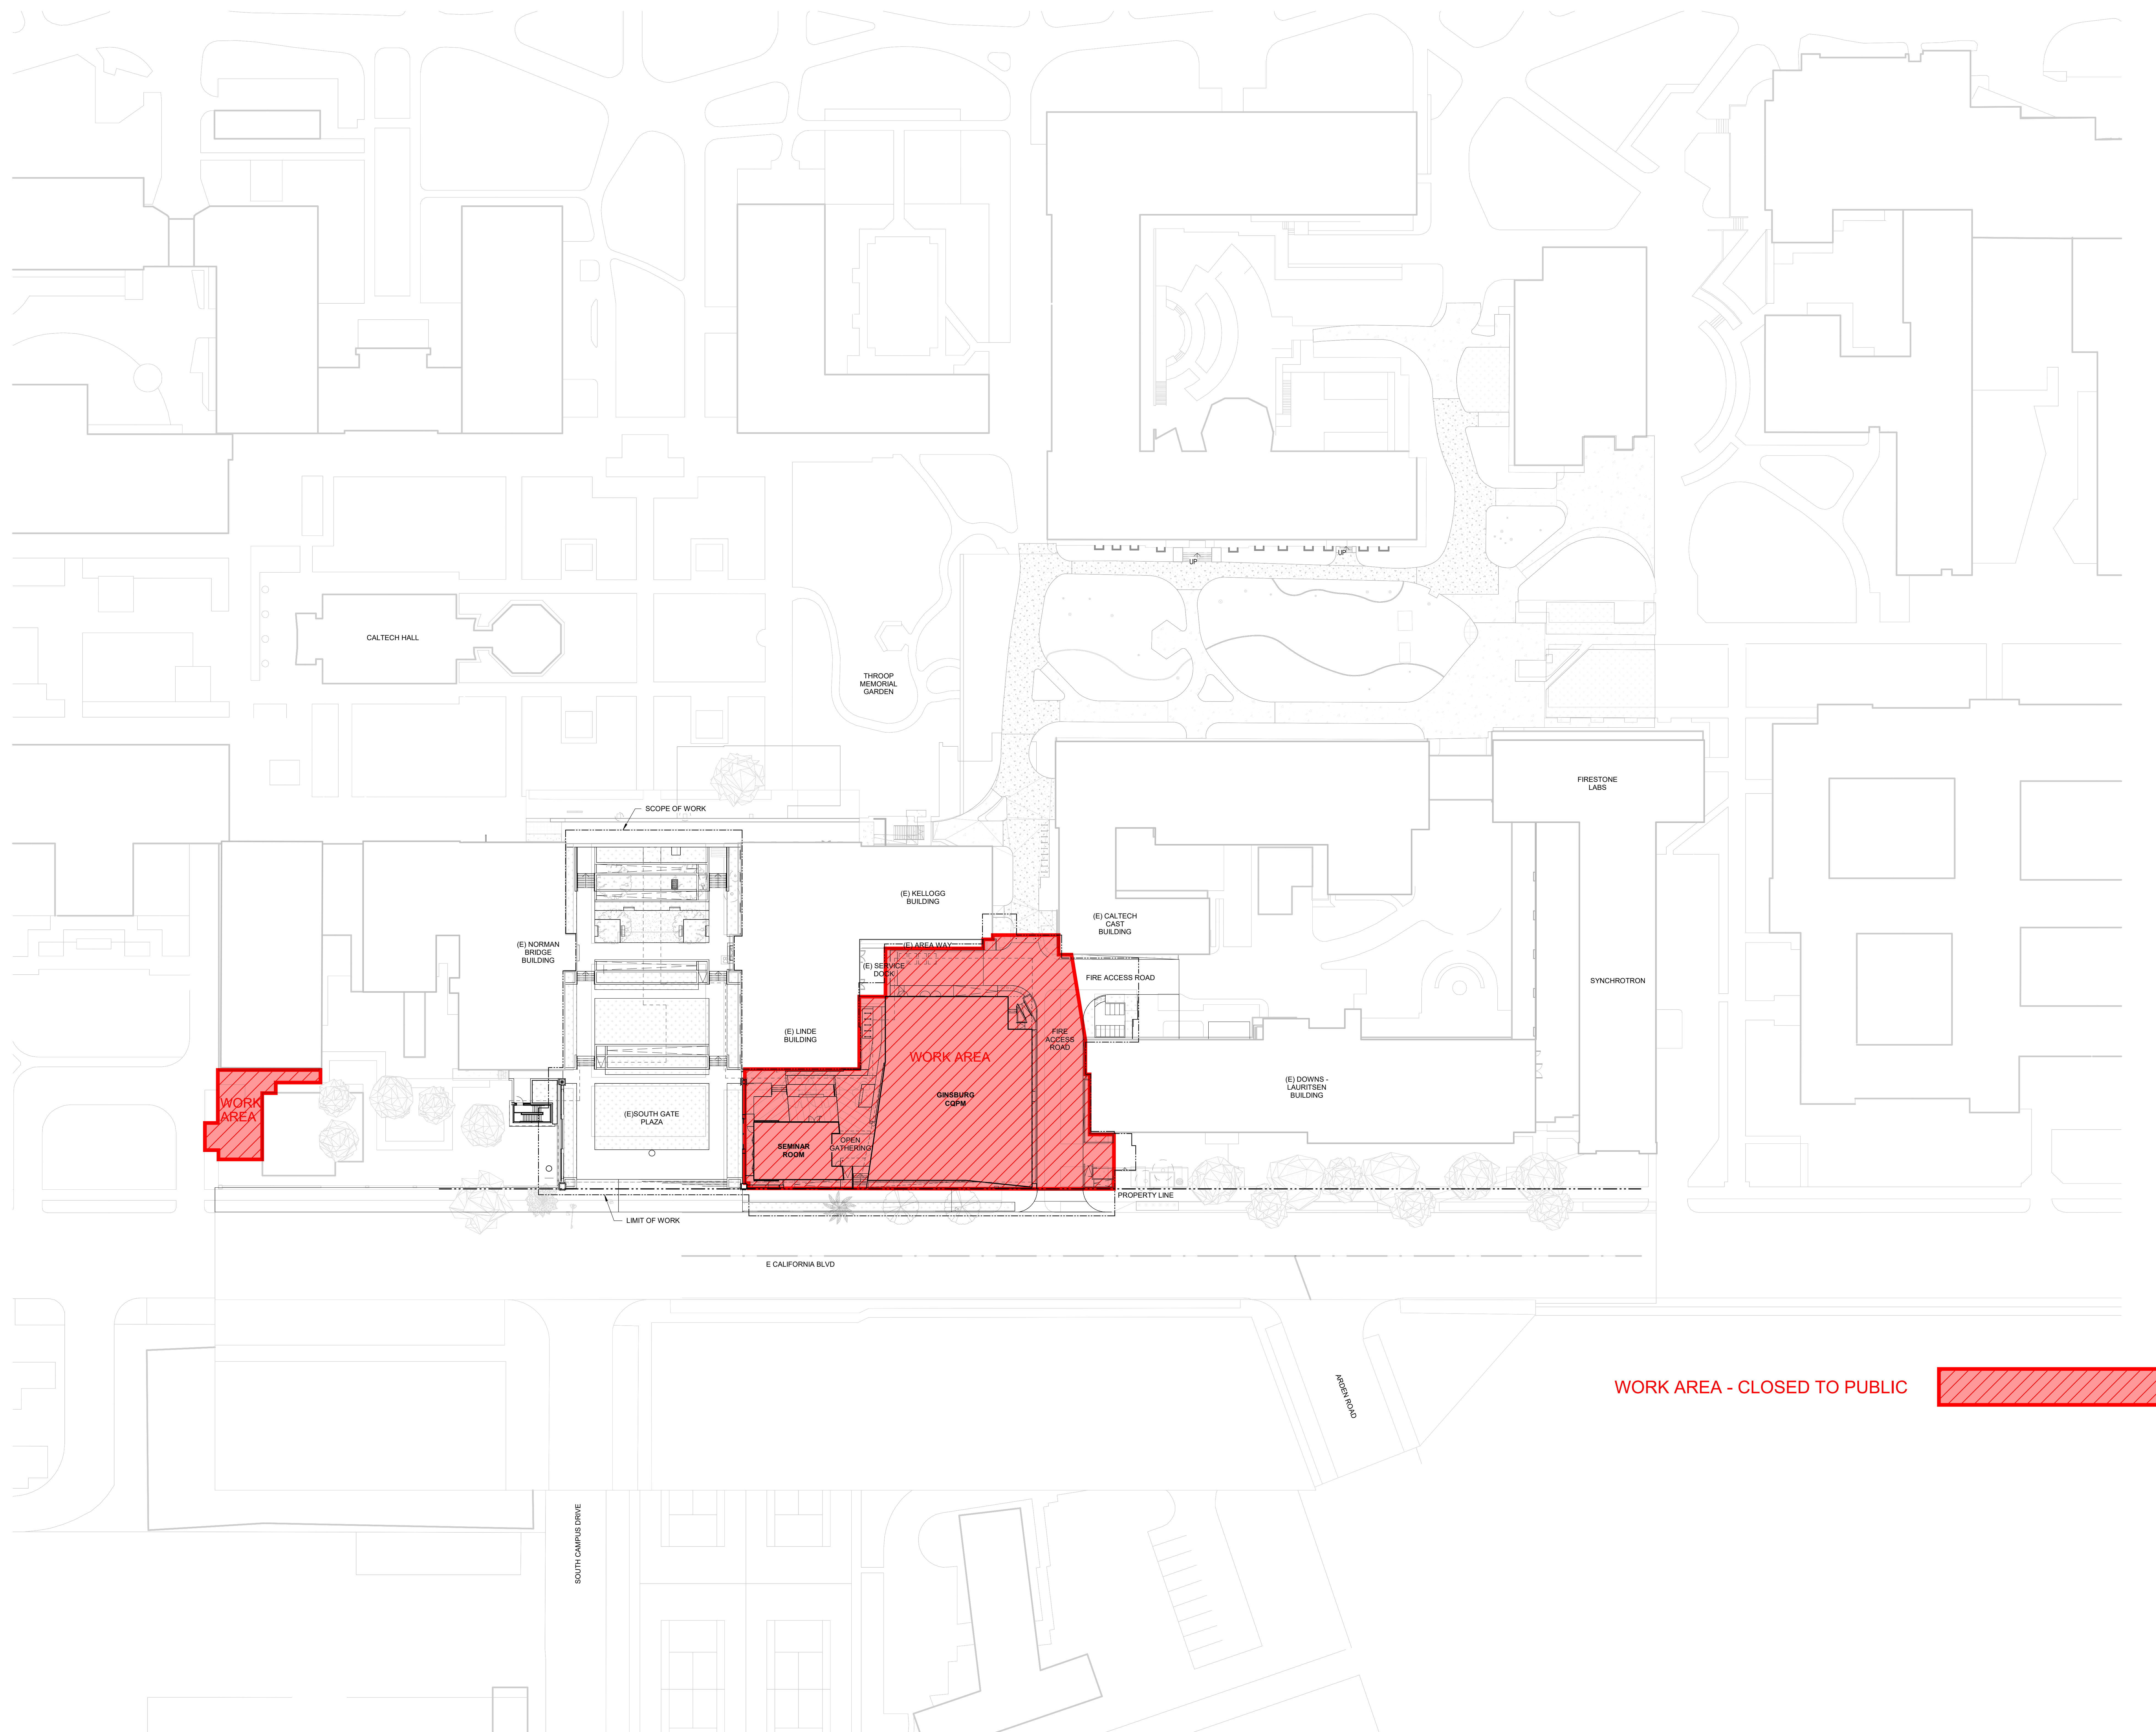 UP
UP
CALTECH HALL
THROOP
MEMORIAL
GARDEN
FIRESTONE
LABS
SCOPE OF WORK
(E) KELLOGG
BUILDING
(E) CALTECH
CAST
BUILDING
(E) NORMAN
BRIDGE
BUILDING
(E) AREA WAY
(E) SERVICE
DOCK
FIRE ACCESS ROAD
SYNCHROTRON
(E) LINDE
BUILDING
FIRE
ACCESS
ROAD
WORK AREA
(E) DOWNS -
LAURITSEN
BUILDING
GINSBURG
CQPM
WORK
AREA
(E)SOUTH GATE
PLAZA
OPEN
GATHERING
SEMINAR
ROOM
PROPERTY LINE
LIMIT OF WORK
E CALIFORNIA BLVD
WORK AREA - CLOSED TO PUBLIC
ARDEN ROAD
SOUTH CAMPUS DRIVE